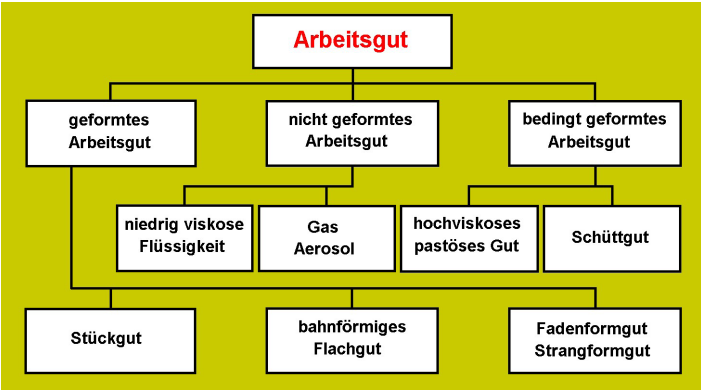 Arbeitsgut
geformtes
Arbeitsgut
nicht geformtes
Arbeitsgut
bedingt geformtes
Arbeitsgut
niedrig viskose
Flüssigkeit
Gas
Aerosol
hochviskoses
pastöses Gut
Schüttgut
Stückgut
bahnförmiges
Flachgut
Fadenformgut
Strangformgut